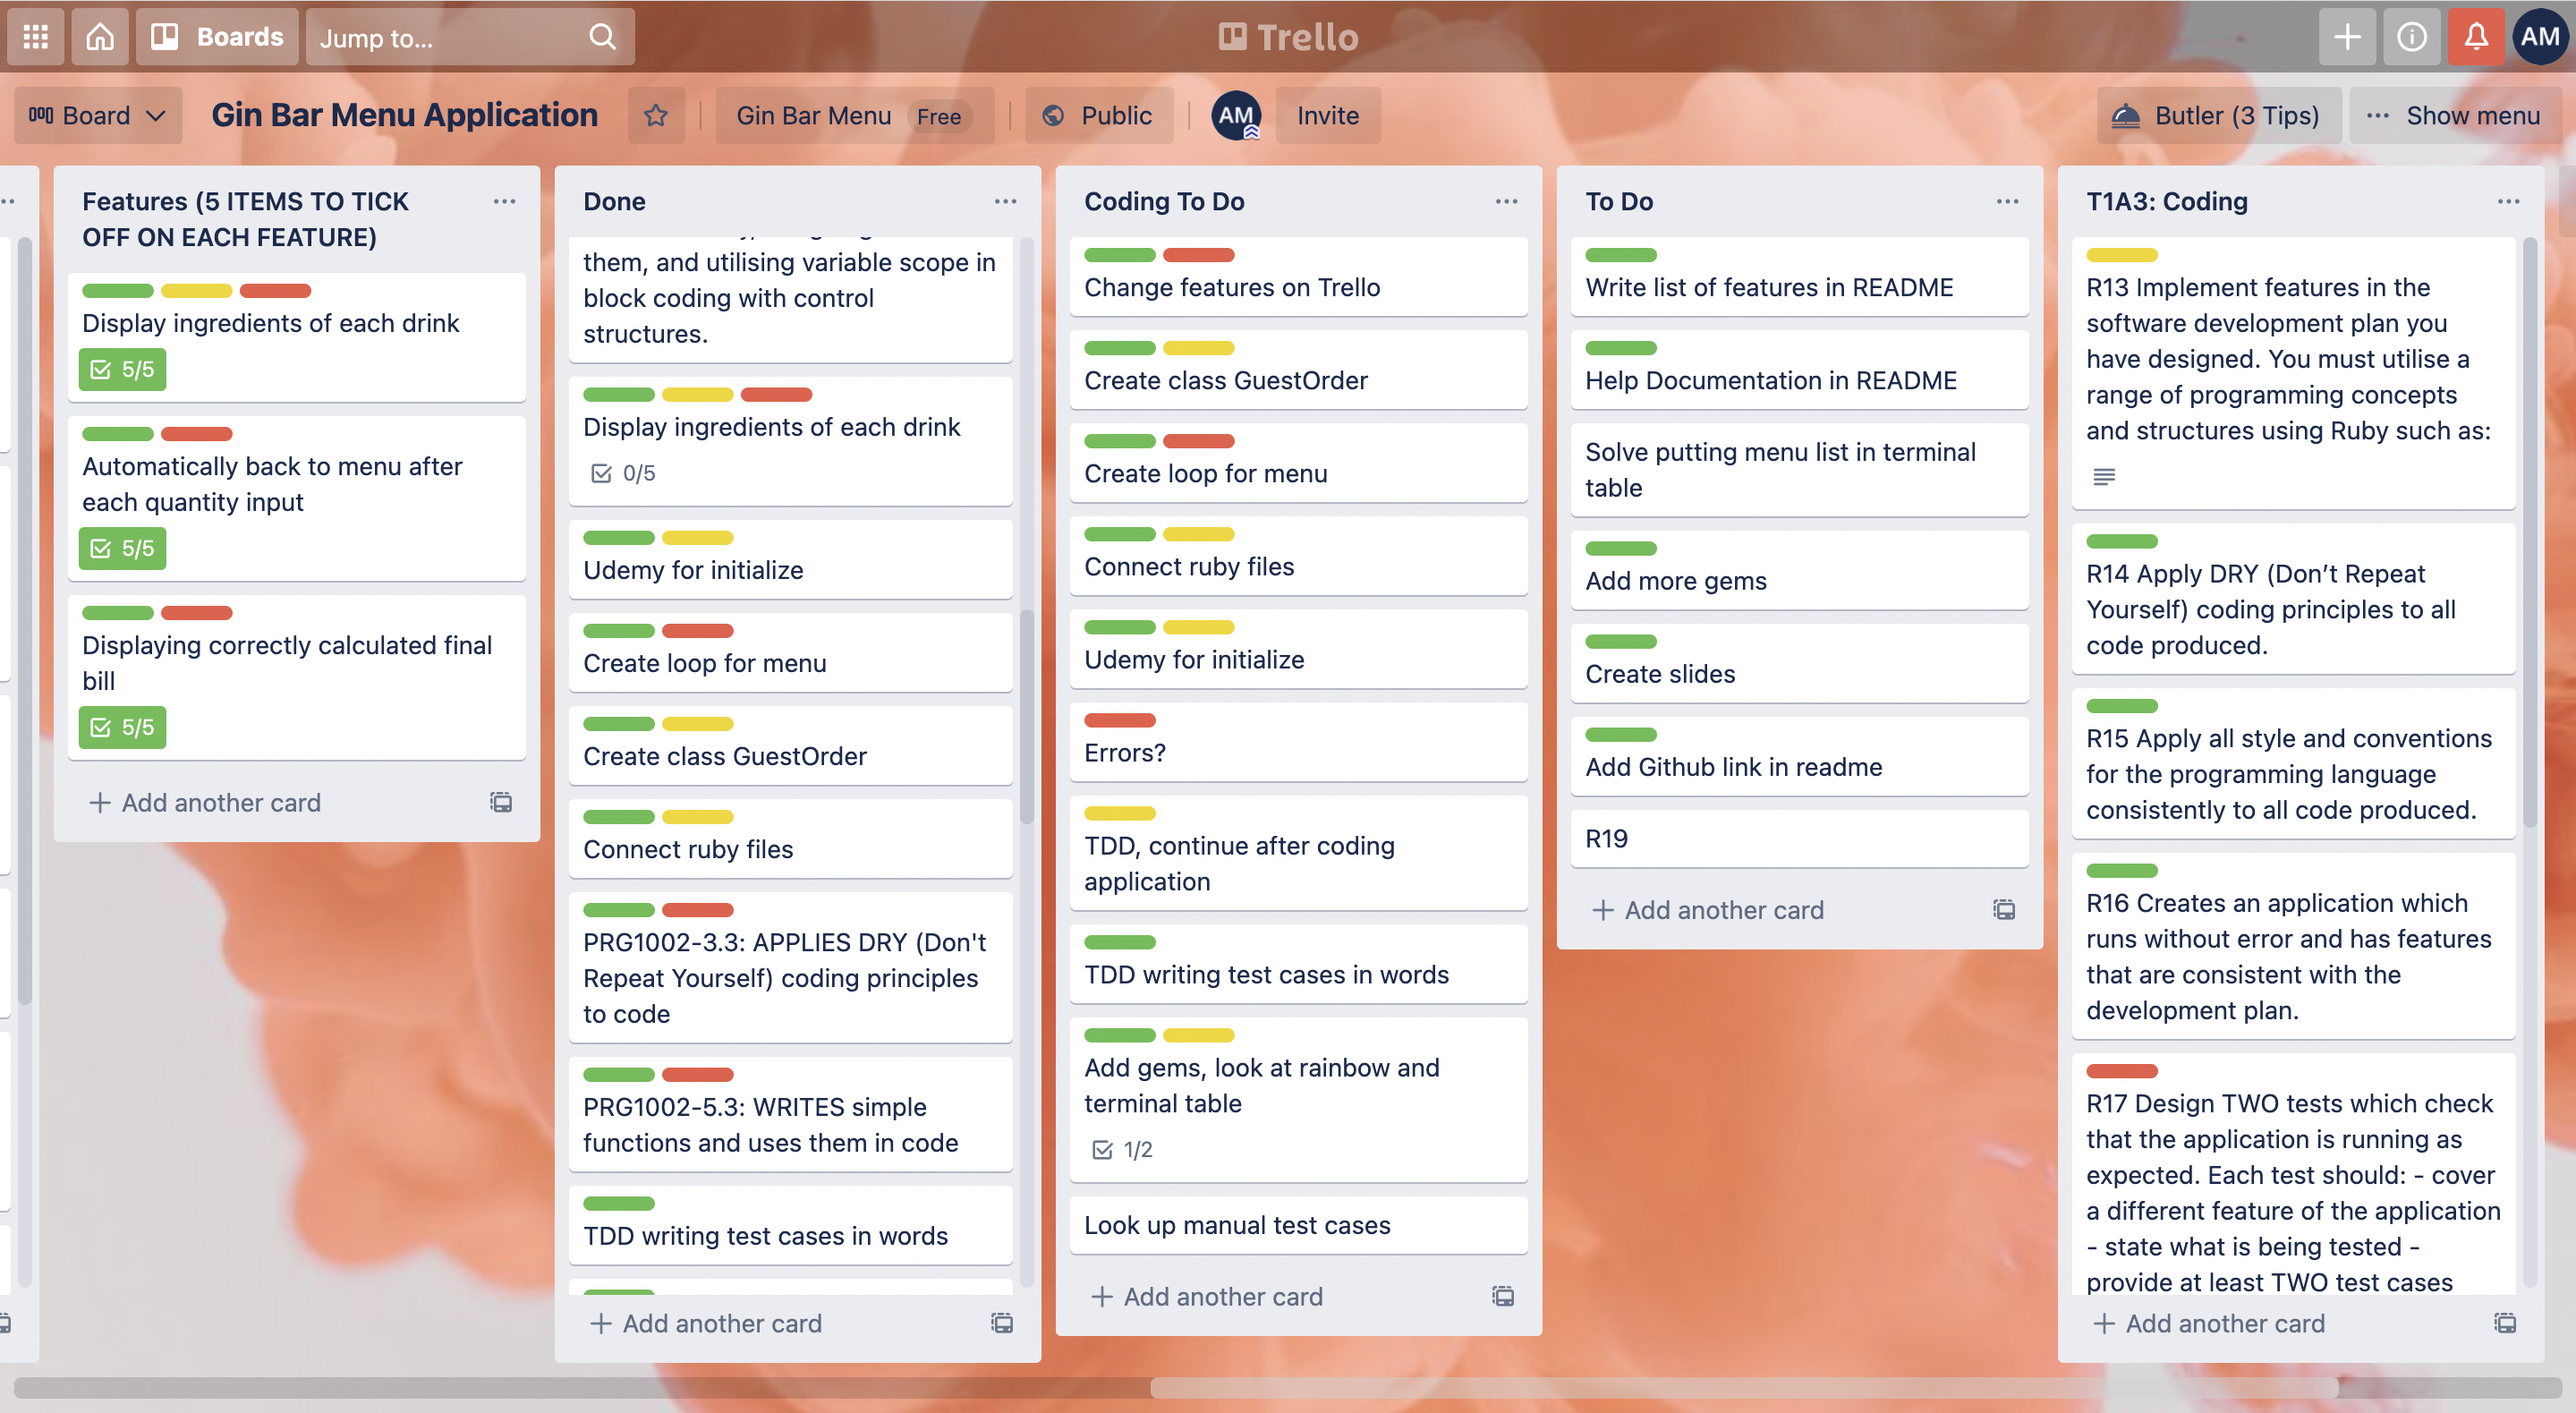 Boards
Jump to...
Trello
AM
Board
Gin Bar Menu Application
Gin Bar Menu
Free
Public
AM
Invite
Butler (3 Tips)
Show menu
Features (5 ITEMS TO TICK
OFF ON EACH FEATURE)
Display ingredients of each drink
5/5
Automatically back to menu after
each quantity input
5/5
Displaying correctly calculated final
bill
5/5
Add another card
Done
them, and utilising variable scope in
block coding with control
structures.
Display ingredients of each drink
0/5
Udemy for initialize
Create loop for menu
Create class GuestOrder
Connect ruby files
PRG1002-3.3: APPLIES DRY (Don't
Repeat Yourself) coding principles
to code
PRG1002-5.3: WRITES simple
functions and uses them in code
TDD writing test cases in words
Add another card
Coding To Do
Change features on Trello
Create class GuestOrder
Create loop for menu
Connect ruby files
Udemy for initialize
Errors?
TDD, continue after coding
application
TDD writing test cases in words
Add gems, look at rainbow and
terminal table
1/2
Look up manual test cases
Add another card
To Do
Write list of features in README
Help Documentation in README
Solve putting menu list in terminal
table
Add more gems
Create slides
Add Github link in readme
R19
Add another card
T1A3: Coding
R13 Implement features in the
software development plan you
have designed. You must utilise a
range of programming concepts
and structures using Ruby such as:
R14 Apply DRY (Don’t Repeat
Yourself) coding principles to all
code produced.
R15 Apply all style and conventions
for the programming language
consistently to all code produced.
R16 Creates an application which
runs without error and has features
that are consistent with the
development plan.
R17 Design TWO tests which check
that the application is running as
expected. Each test should: - cover
a different feature of the application
- state what is being tested -
provide at least TWO test cases
Add another card